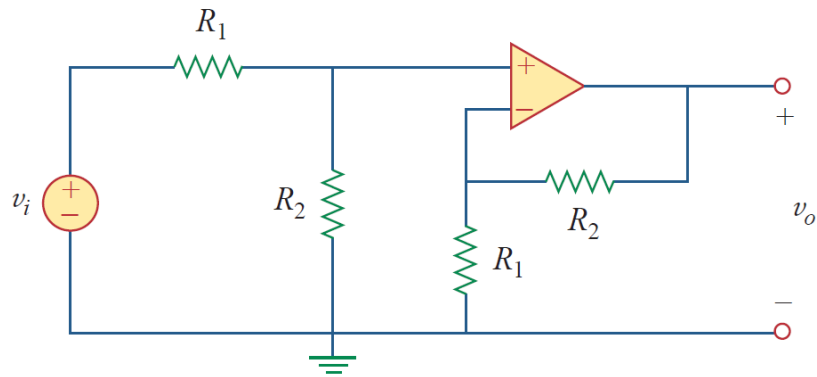 R₁
+
−
+
−
vᵢ
R₂
R₂
R₁
+
vₒ
−